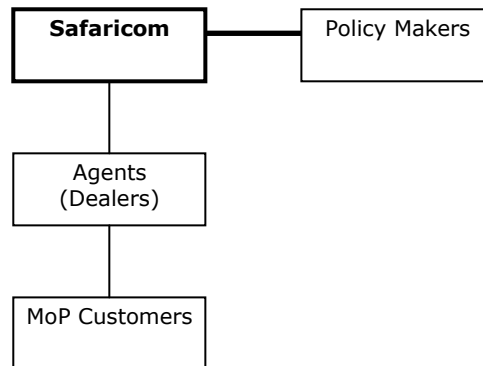 Safaricom
Policy Makers
Agents
(Dealers)
MoP Customers